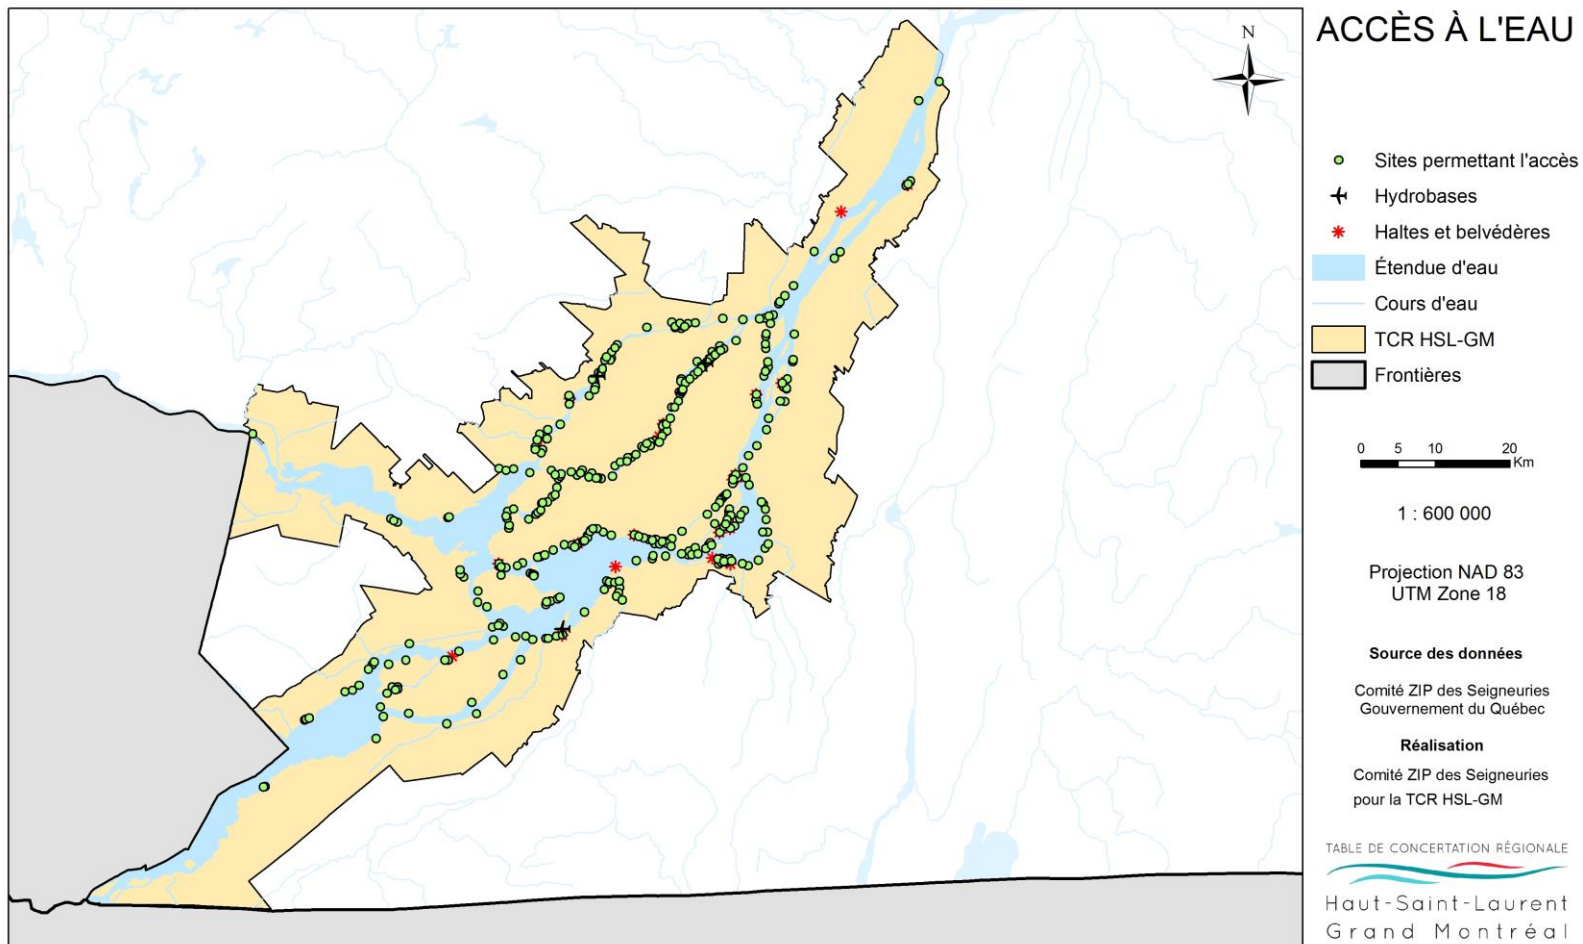 ACCÈS À L'EAU
N
Sites permettant l'accès
Hydrobases
Haltes et belvédères
Étendue d'eau
Cours d'eau
TCR HSL-GM
Frontières
0 5 10 20
Km
1 : 600 000
Projection NAD 83
UTM Zone 18
Source des données
Comité ZIP des Seigneuries
Gouvernement du Québec
Réalisation
Comité ZIP des Seigneuries
pour la TCR HSL-GM
TABLE DE CONCERTATION RÉGIONALE
Haut-Saint-Laurent
Grand Montréal